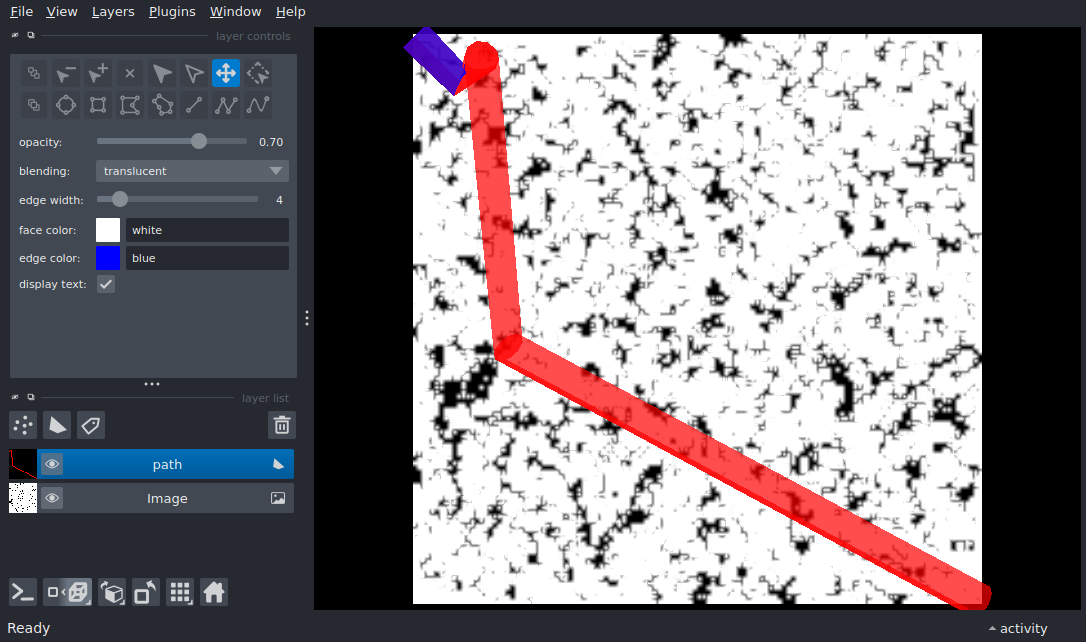 File View Layers Plugins Window Help
layer controls
opacity: 0.70
blending: translucent
edge width: 4
face color: white
edge color: blue
display text:
layer list
path
Image
Ready
activity